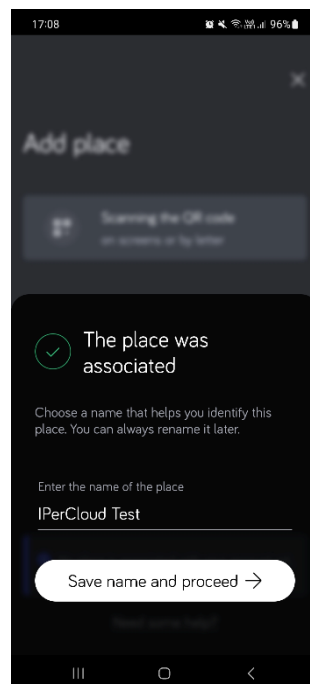 17:08
96%
Add place
Scanning the QR code
on screens or by letter
The place was
associated
Choose a name that helps you identify this
place. You can always rename it later.
Enter the name of the place
IPerCloud Test
Save name and proceed →
Need some help?